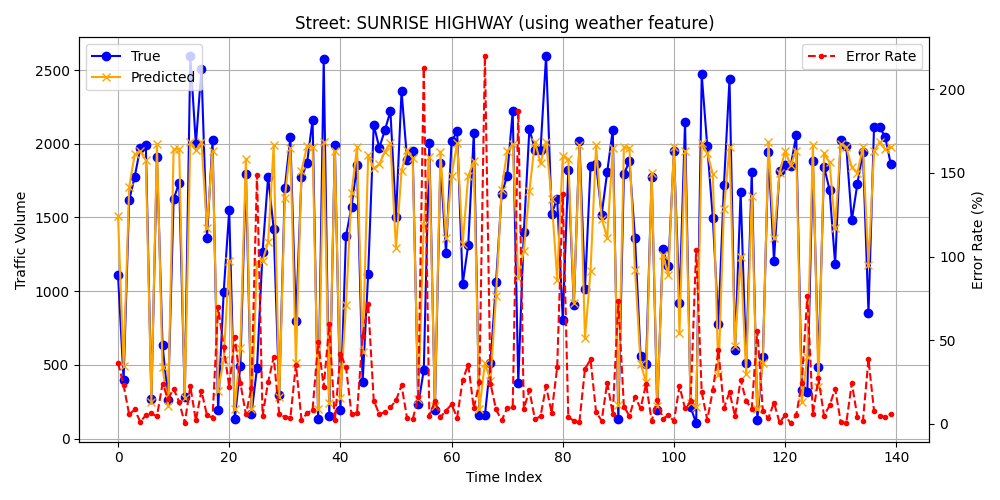 Street: SUNRISE HIGHWAY (using weather feature)
True
Predicted
Error Rate
Traffic Volume
2500
2000
1500
1000
500
0
Error Rate (%)
200
150
100
50
0
0 20 40 60 80 100 120 140
Time Index